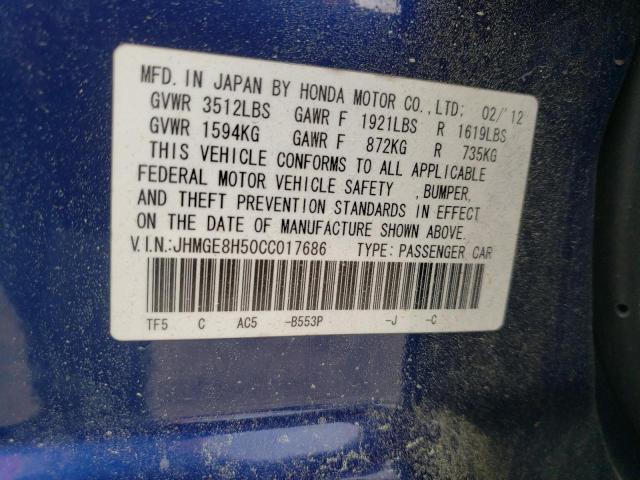 MFD. IN JAPAN BY HONDA MOTOR CO., LTD; 02/'12
GVWR 3512LBS GAWR F 1921LBS R 1619LBS
GVWR 1594KG GAWR F 872KG R 735KG
THIS VEHICLE CONFORMS TO ALL APPLICABLE
FEDERAL MOTOR VEHICLE SAFETY , BUMPER,
AND THEFT PREVENTION STANDARDS IN EFFECT
ON THE DATE OF MANUFACTURE SHOWN ABOVE.
V.I.N.:JHMGE8H50CC017686 TYPE: PASSENGER CAR
TF5 C AC5 -B553P -J -C